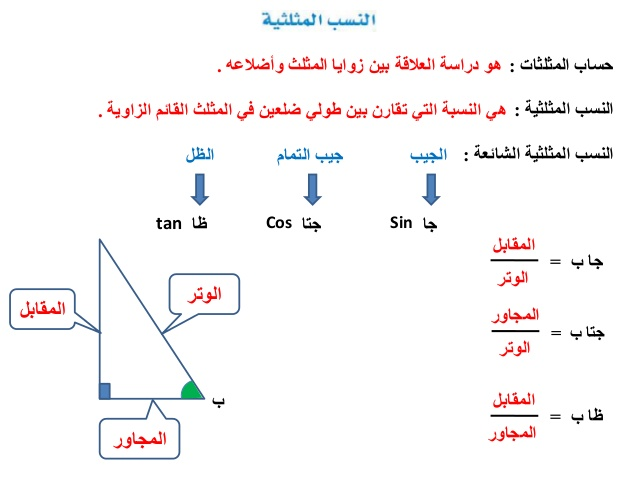 النسب المثلثية
حساب المثلثات : هو دراسة العلاقة بين زوايا المثلث وأضلاعه .
النسب المثلثية : هي النسبة التي تقارن بين طولي ضلعين في المثلث القائم الزاوية .
النسب المثلثية الشائعة : الجيب جيب التمام الظل
جا Sin جتا Cos ظا tan
جا ب = المقابل
الوتر
جتا ب = المجاور
الوتر
ظا ب = المقابل
المجاور
الوتر
المقابل
ب
المجاور